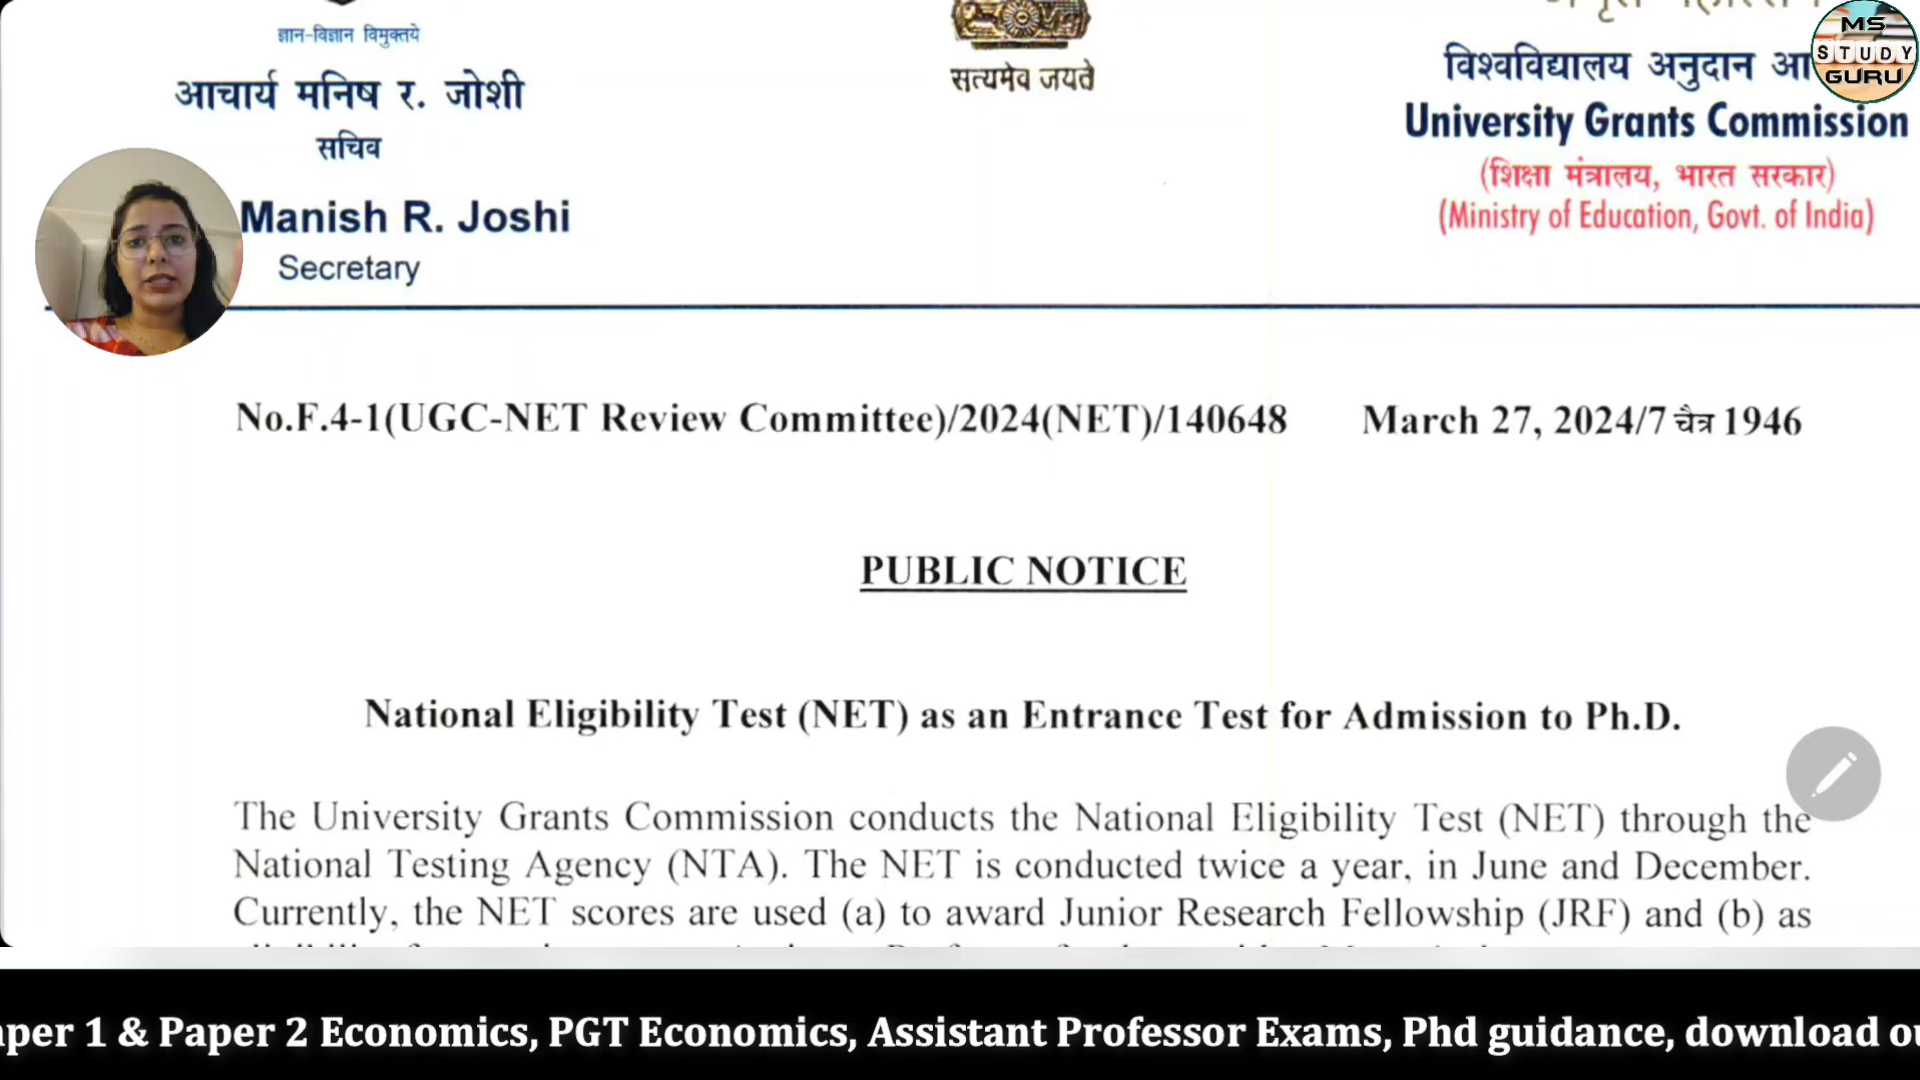 ज्ञान-विज्ञान विमुक्तये
आचार्य मनिष र. जोशी
सचिव
Manish R. Joshi
Secretary
सत्यमेव जयते
विश्वविद्यालय अनुदान
University Grants Commission
(शिक्षा मंत्रालय, भारत सरकार)
(Ministry of Education, Govt. of India)
MS
STUDY
GURU
No.F.4-1(UGC-NET Review Committee)/2024(NET)/140648 March 27, 2024/7 चैत्र 1946
PUBLIC NOTICE
National Eligibility Test (NET) as an Entrance Test for Admission to Ph.D.
The University Grants Commission conducts the National Eligibility Test (NET) through the
National Testing Agency (NTA). The NET is conducted twice a year, in June and December.
Currently, the NET scores are used (a) to award Junior Research Fellowship (JRF) and (b) as
1 & Paper 2 Economics, PGT Economics, Assistant Professor Exams, Phd guidance, download